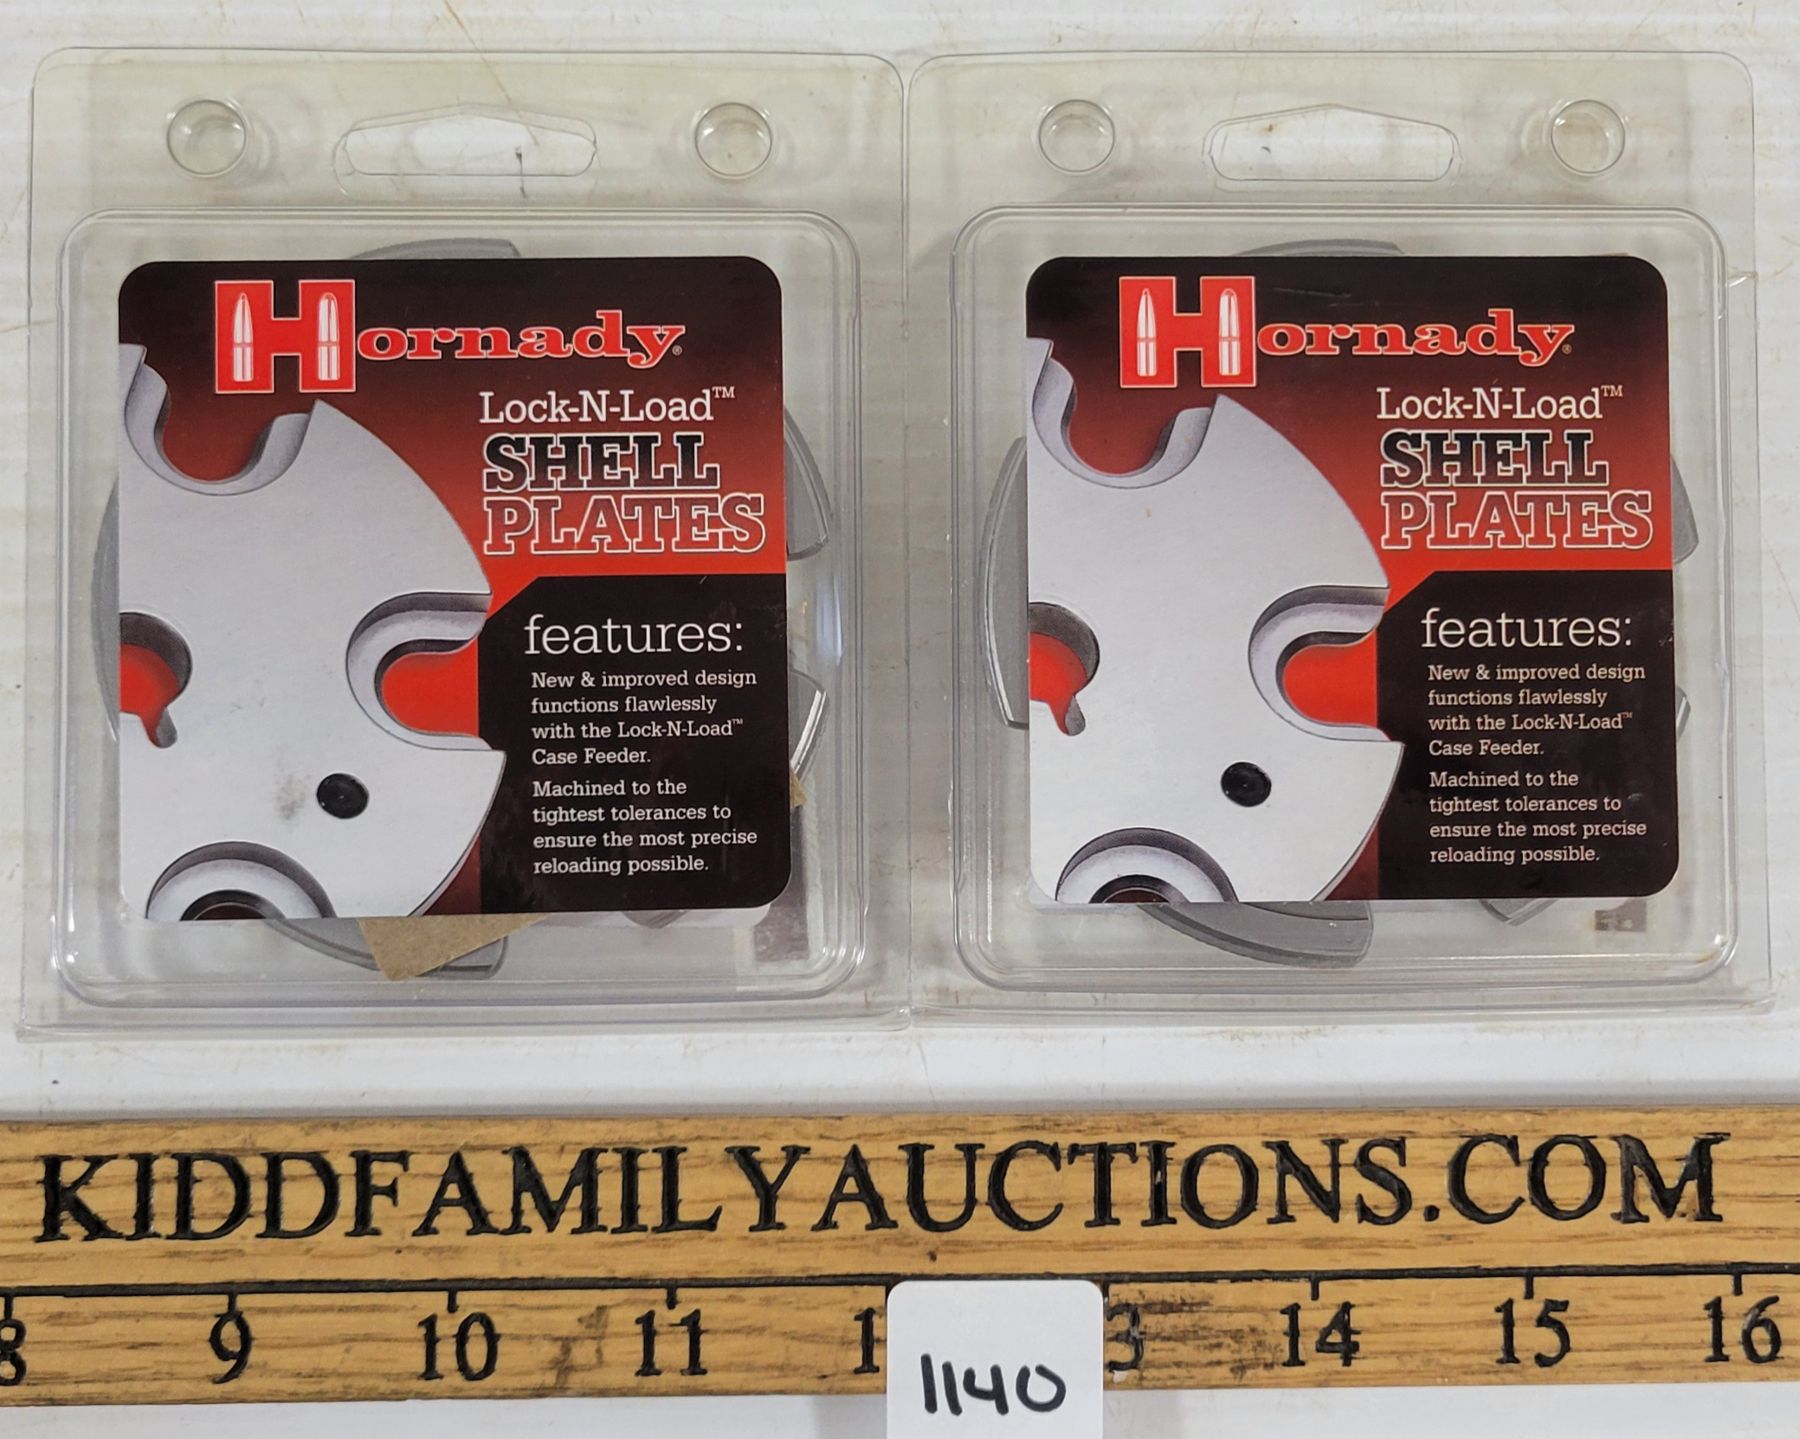 Hornady®
Lock-N-Load™
SHELL
PLATES
features:
New & improved design
functions flawlessly
with the Lock-N-Load™
Case Feeder.
Machined to the
tightest tolerances to
ensure the most precise
reloading possible.
Hornady®
Lock-N-Load™
SHELL
PLATES
features:
New & improved design
functions flawlessly
with the Lock-N-Load™
Case Feeder.
Machined to the
tightest tolerances to
ensure the most precise
reloading possible.
KIDDFAMILYAUCTIONS.COM
8 9 10 11 1 3 14 15 16
1140